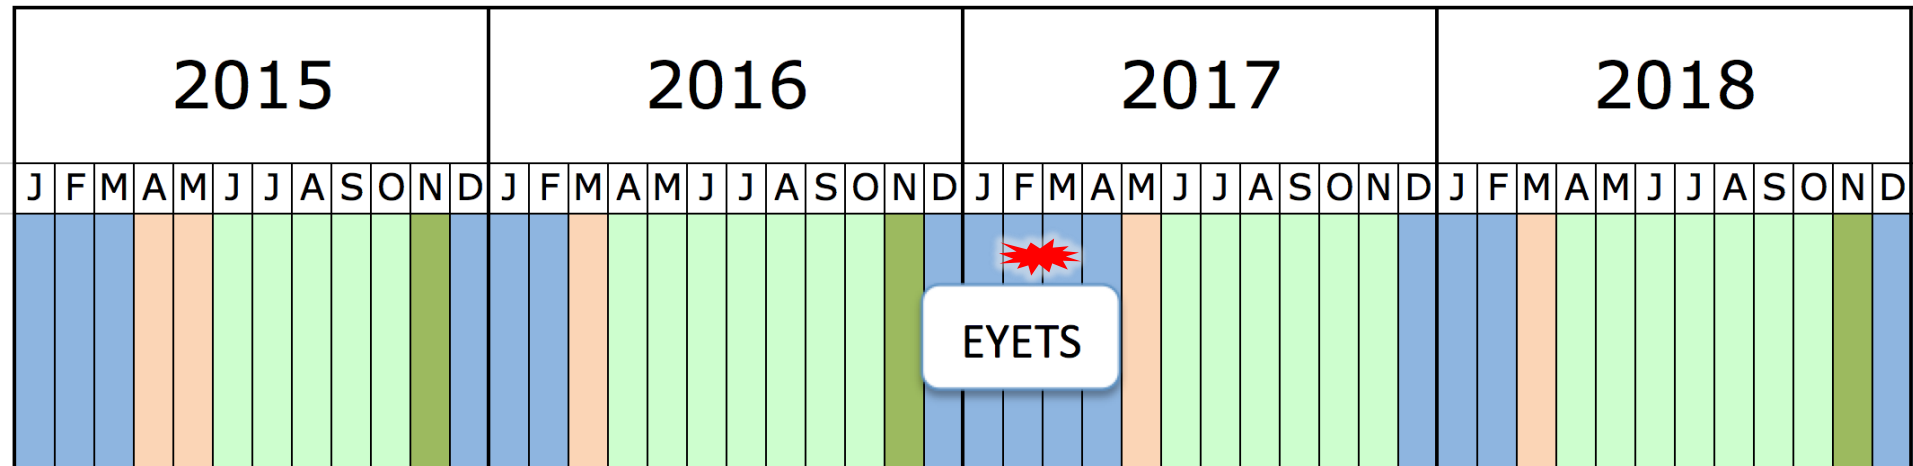 2015 2016 2017 2018
J F M A M J J A S O N D J F M A M J J A S O N D J F M A M J J A S O N D J F M A M J J A S O N D
EYETS